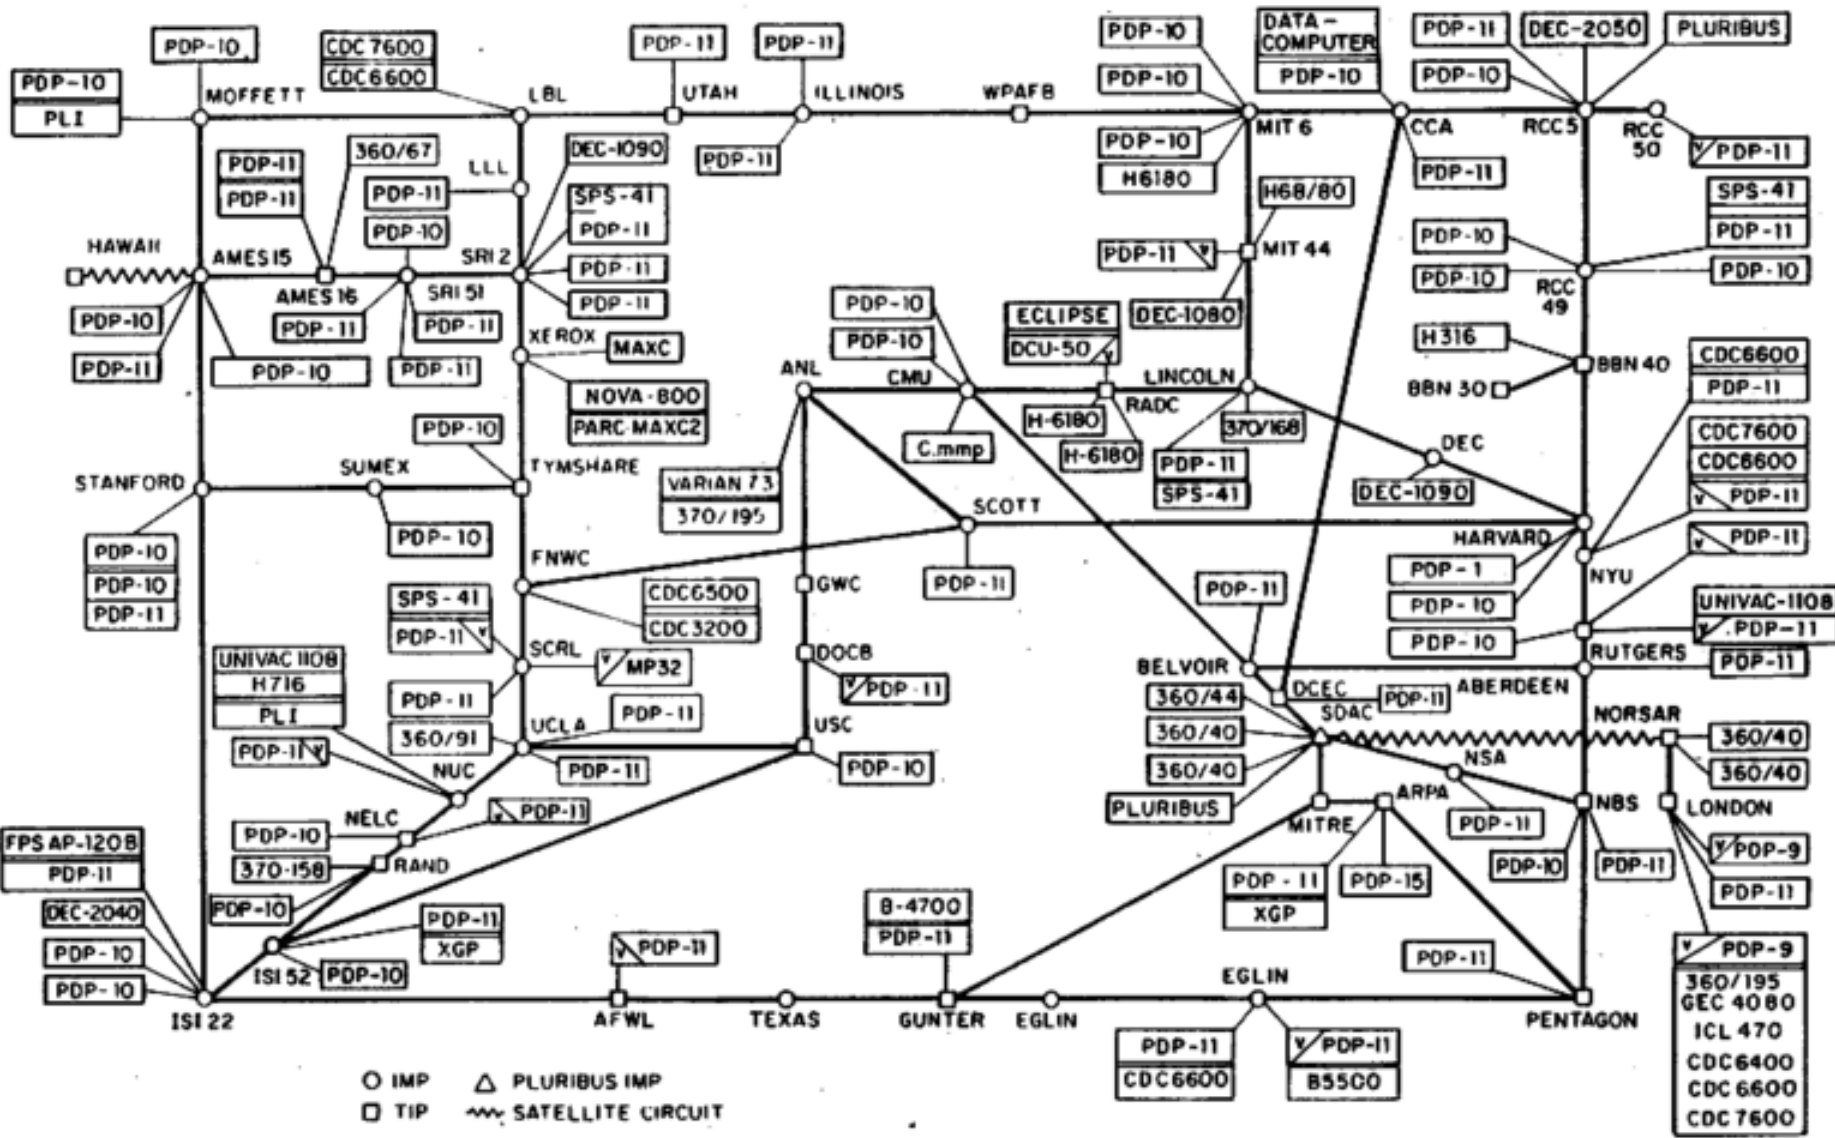 PDP-10
CDC 7600
CDC6600
PDP-11
PDP-11
PDP-10
DATA-
COMPUTER
PDP-10
PDP-11
DEC-2050
PLURIBUS
PDP-10
PLI
MOFFETT
LBL
UTAH
ILLINOIS
WPAFB
PDP-10
PDP-10
MIT 6
CCA
RCC 5
RCC
50
PDP-11
360/67
PDP-11
PDP-11
LLL
PDP-11
DEC-1090
PDP-11
PDP-10
H6180
PDP-11
V PDP-11
SPS-41
PDP-11
H68/80
SPS-41
PDP-11
HAWAII
AMES 15
PDP-10
SRI 2
PDP-11
PDP-11 V
MIT 44
PDP-10
PDP-10
PDP-10
AMES 16
SRI 51
PDP-11
RCC
49
PDP-10
PDP-11
PDP-10
PDP-11
PDP-11
PDP-11
XEROX
MAXC
PDP-10
PDP-10
ECLIPSE
DCU-50 V
DEC-1080
H316
BBN 40
BBN 30
CDC6600
PDP-11
NOVA-800
PARC MAXC2
ANL
CMU
RADC
LINCOLN
PDP-10
C.mmp
H-6180
H-6180
370/168
PDP-11
SPS-41
DEC
DEC-1090
CDC7600
CDC6600
V PDP-11
STANFORD
SUMEX
TYMSHARE
VARIAN 73
370/195
SCOTT
PDP-10
PDP-10
PDP-11
PDP-10
FNWC
PDP-11
HARVARD
V PDP-11
NYU
PDP-1
PDP-10
PDP-10
SPS-41
PDP-11 V
CDC6500
CDC3200
GWC
PDP-11
UNIVAC-1108
V PDP-11
UNIVAC 1108
H716
PLI
SCRL
V MP32
DOCB
V PDP-11
BELVOIR
RUTGERS
PDP-11
ABERDEEN
PDP-11
360/91
UCLA
PDP-11
PDP-11
USC
PDP-10
360/44
360/40
360/40
PLURIBUS
DCEC
PDP-11
SDAC
NORSAR
360/40
360/40
PDP-11 V
NUC
NSA
PDP-11
NBS
LONDON
NELC
V PDP-11
PDP-10
370-158
RAND
PDP-10
MITRE
ARPA
PDP-11
XGP
PDP-15
PDP-10
PDP-11
V PDP-9
PDP-11
FPS AP-120B
PDP-11
DEC-2040
PDP-10
PDP-10
PDP-11
XGP
ISI 52
PDP-10
V PDP-11
B-4700
PDP-11
PDP-11
V PDP-9
360/195
GEC 4080
ICL 470
CDC6400
CDC6600
CDC7600
ISI 22
AFWL
TEXAS
GUNTER
EGLIN
EGLIN
PENTAGON
PDP-11
CDC6600
V PDP-11
B5500
IMP
PLURIBUS IMP
TIP
SATELLITE CIRCUIT